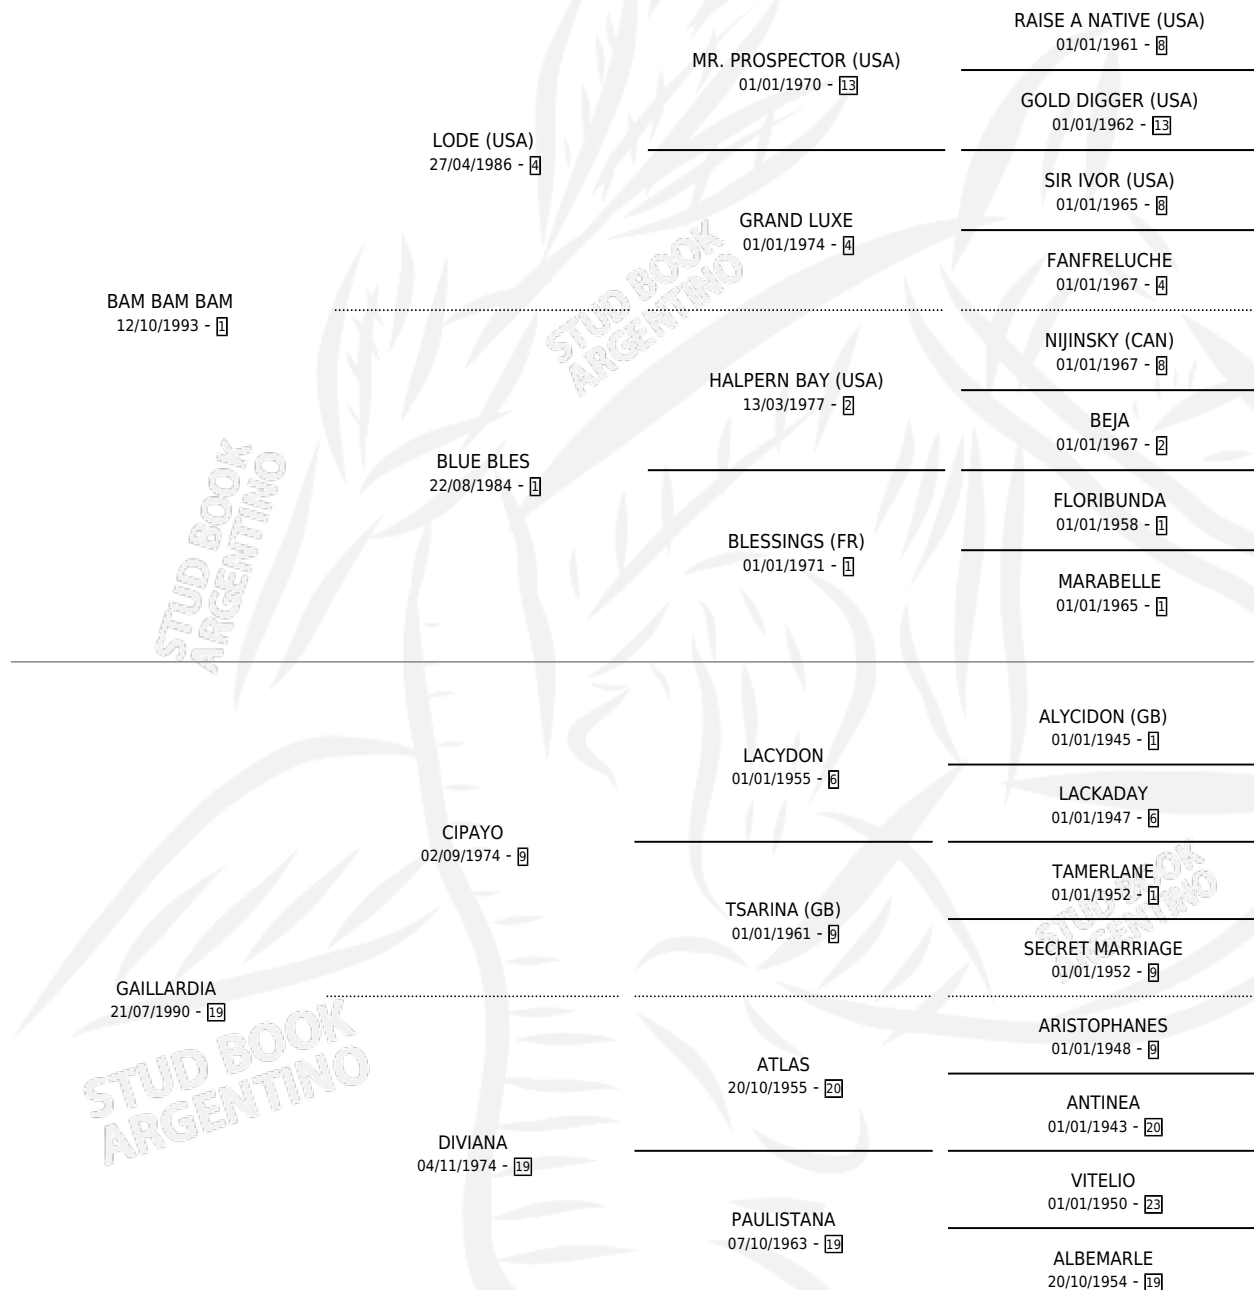 RAISE A NATIVE (USA)
01/01/1961 - 8
MR. PROSPECTOR (USA)
01/01/1970 - 13
GOLD DIGGER (USA)
01/01/1962 - 13
LODE (USA)
27/04/1986 - 4
SIR IVOR (USA)
01/01/1965 - 8
GRAND LUXE
01/01/1974 - 4
FANFRELUCHE
01/01/1967 - 4
BAM BAM BAM
12/10/1993 - 1
NIJINSKY (CAN)
01/01/1967 - 8
HALPERN BAY (USA)
13/03/1977 - 2
BEJA
01/01/1967 - 2
BLUE BLES
22/08/1984 - 1
FLORIBUNDA
01/01/1958 - 1
BLESSINGS (FR)
01/01/1971 - 1
MARABELLE
01/01/1965 - 1
ALYCIDON (GB)
01/01/1945 - 1
LACYDON
01/01/1955 - 6
LACKADAY
01/01/1947 - 6
CIPAYO
02/09/1974 - 9
TAMERLANE
01/01/1952 - 1
TSARINA (GB)
01/01/1961 - 9
SECRET MARRIAGE
01/01/1952 - 9
GAILLARDIA
21/07/1990 - 19
ARISTOPHANES
01/01/1948 - 9
ATLAS
20/10/1955 - 20
ANTINEA
01/01/1943 - 20
DIVIANA
04/11/1974 - 19
VITELIO
01/01/1950 - 23
PAULISTANA
07/10/1963 - 19
ALBEMARLE
20/10/1954 - 19
STUD BOOK
ARGENTINO
STUD BOOK
ARGENTINO
STUD BOOK
ARGENTINO
STUD BOOK
ARGENTINO